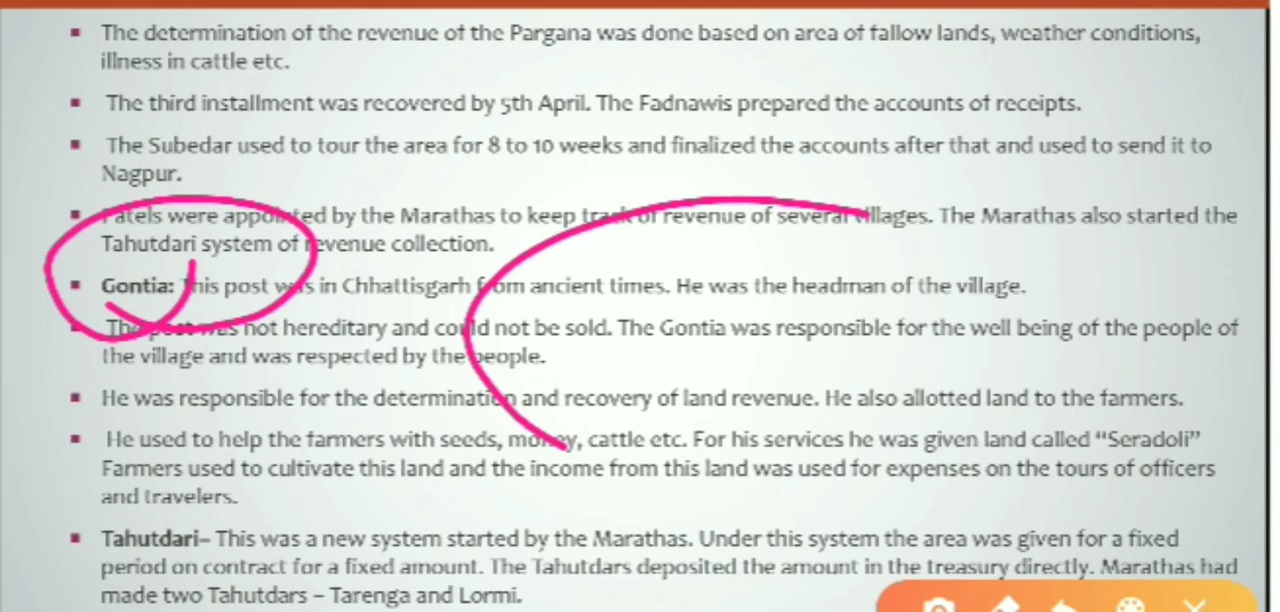 ▪ The determination of the revenue of the Pargana was done based on area of fallow lands, weather conditions,
illness in cattle etc.
▪ The third installment was recovered by 5th April. The Fadnawis prepared the accounts of receipts.
▪ The Subedar used to tour the area for 8 to 10 weeks and finalized the accounts after that and used to send it to
Nagpur.
▪ Patels were appointed by the Marathas to keep track of revenue of several villages. The Marathas also started the
Tahutdari system of revenue collection.
▪ Gontia: This post was in Chhattisgarh from ancient times. He was the headman of the village.
▪ The post was not hereditary and could not be sold. The Gontia was responsible for the well being of the people of
the village and was respected by the people.
▪ He was responsible for the determination and recovery of land revenue. He also allotted land to the farmers.
▪ He used to help the farmers with seeds, money, cattle etc. For his services he was given land called “Seradoli”
Farmers used to cultivate this land and the income from this land was used for expenses on the tours of officers
and travelers.
▪ Tahutdari– This was a new system started by the Marathas. Under this system the area was given for a fixed
period on contract for a fixed amount. The Tahutdars deposited the amount in the treasury directly. Marathas had
made two Tahutdars – Tarenga and Lormi.